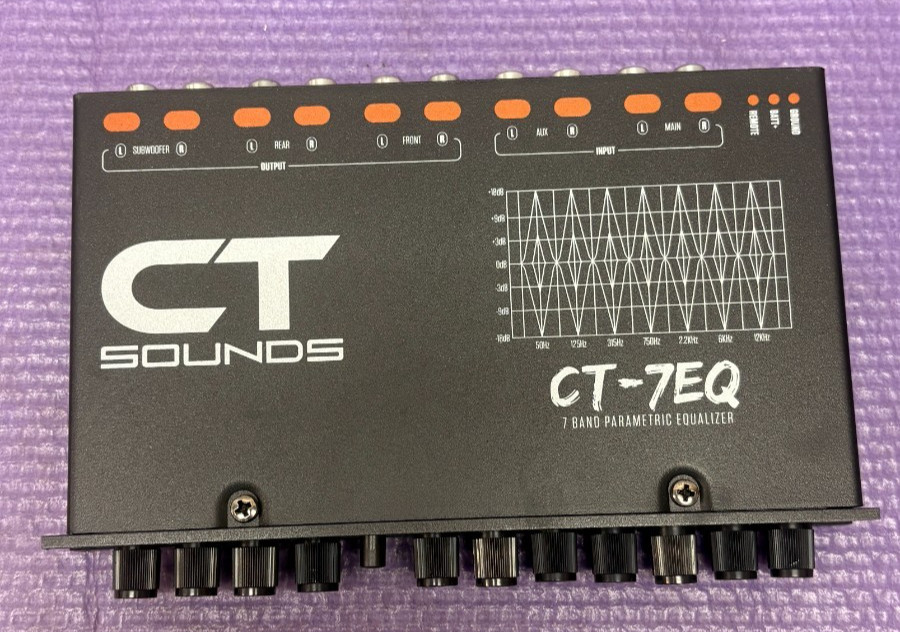 L SUBWOOFER R
L REAR R
L FRONT R
OUTPUT
L AUX R
L MAIN R
INPUT
REMOTE
BATT+
GROUND
CT
SOUNDS
+18dB
+9dB
+3dB
0dB
-3dB
-9dB
-18dB
50Hz 125Hz 315Hz 750Hz 2.2KHz 6KHz 12KHz
CT-7EQ
7 BAND PARAMETRIC EQUALIZER